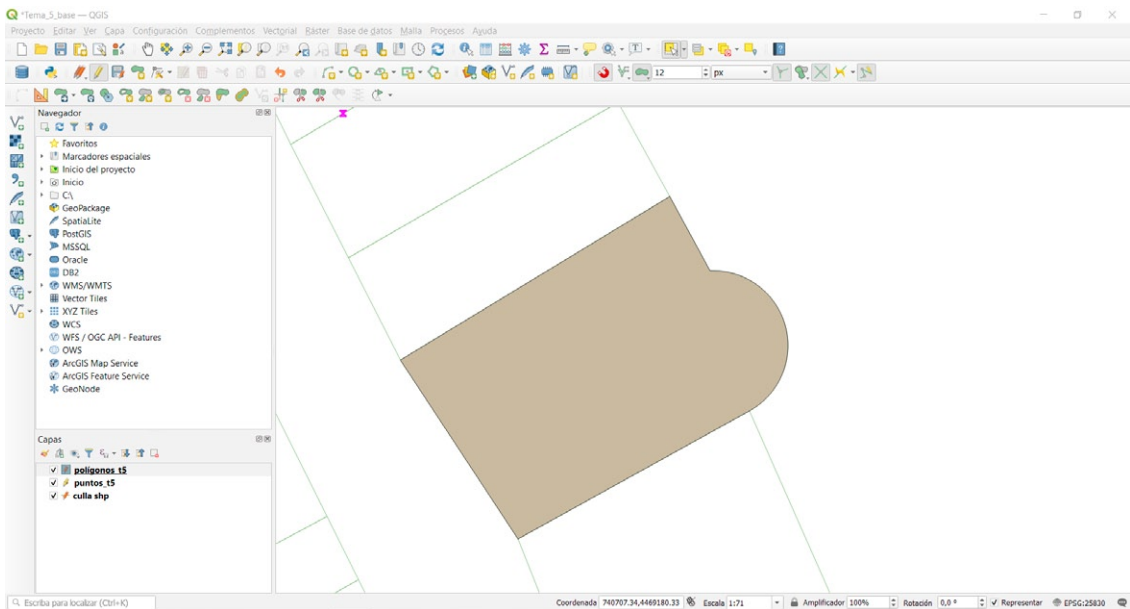 *Tema_5_base — QGIS
Proyecto Editar Ver Capa Configuración Complementos Vectorial Ráster Base de datos Malla Procesos Ayuda
12 px
Navegador
Favoritos
Marcadores espaciales
Inicio del proyecto
Inicio
C:\
GeoPackage
SpatiaLite
PostGIS
MSSQL
Oracle
DB2
WMS/WMTS
Vector Tiles
XYZ Tiles
WCS
WFS / OGC API - Features
OWS
ArcGIS Map Service
ArcGIS Feature Service
GeoNode
Capas
polígonos_t5
puntos_t5
culla shp
Escriba para localizar (Ctrl+K) Coordenada 740707.34,4469180.33 Escala 1:71 Amplificador 100% Rotación 0,0 ° Representar EPSG:25830